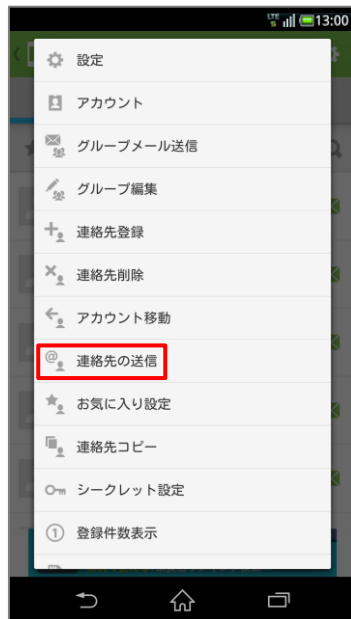 LTE 13:00
設定
アカウント
グループメール送信
グループ編集
連絡先登録
連絡先削除
アカウント移動
連絡先の送信
お気に入り設定
連絡先コピー
シークレット設定
登録件数表示